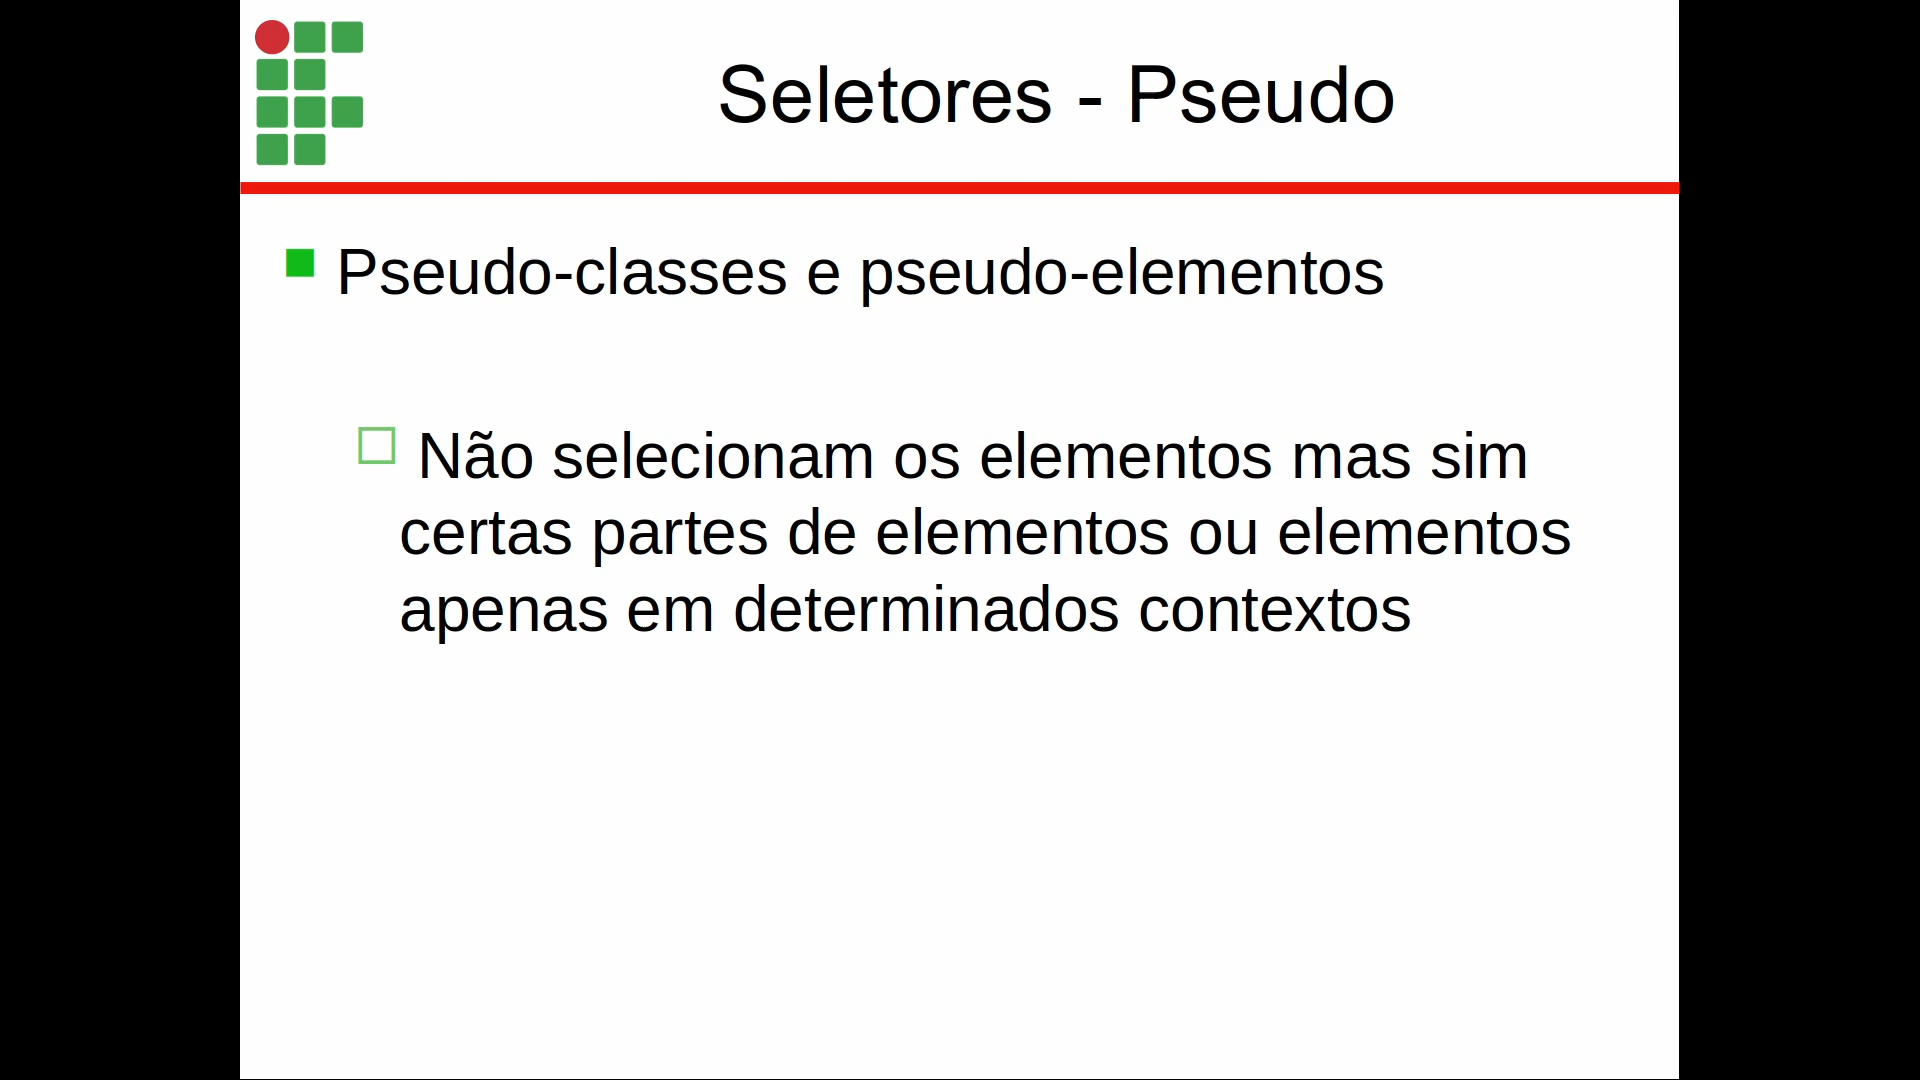 Seletores - Pseudo
Pseudo-classes e pseudo-elementos
Não selecionam os elementos mas sim
certas partes de elementos ou elementos
apenas em determinados contextos